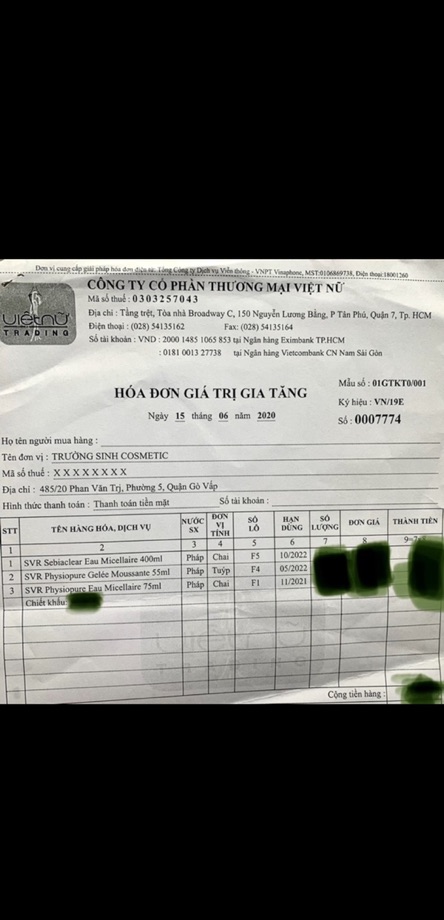 Đơn vị cung cấp giải pháp hóa đơn điện tử: Tổng Công ty Dịch vụ Viễn thông - VNPT Vinaphone, MST:0106869738, Điện thoại:18001260
CÔNG TY CỔ PHẦN THƯƠNG MẠI VIỆT NỮ
Mã số thuế : 0303257043
việtnữ
TRADING
Địa chỉ : Tầng trệt, Tòa nhà Broadway C, 150 Nguyễn Lương Bằng, P Tân Phú, Quận 7, Tp. HCM
Điện thoại : (028) 54135162 Fax: (028) 54135164
Số tài khoản : VND : 2000 1485 1065 853 tại Ngân hàng Eximbank TP.HCM
: 0181 0013 27738 tại Ngân hàng Vietcombank CN Nam Sài Gòn
HÓA ĐƠN GIÁ TRỊ GIA TĂNG
Mẫu số : 01GTKT0/001
Ký hiệu : VN/19E
Ngày 15 tháng 06 năm 2020
Số : 0007774
Họ tên người mua hàng :
Tên đơn vị : TRƯỜNG SINH COSMETIC
Mã số thuế : X X X X X X X X
Địa chỉ : 485/20 Phan Văn Trị, Phường 5, Quận Gò Vấp
Hình thức thanh toán : Thanh toán tiền mặt Số tài khoản :
STT TÊN HÀNG HÓA, DỊCH VỤ NƯỚC SX ĐƠN VỊ TÍNH SỐ LÔ HẠN DÙNG SỐ LƯỢNG ĐƠN GIÁ THÀNH TIỀN
1 2 3 4 5 6 7 8
1 SVR Sebiaclear Eau Micellaire 400ml Pháp Chai F5 10/2022
2 SVR Physiopure Gelée Moussante 55ml Pháp Tuýp F4 05/2022
3 SVR Physiopure Eau Micellaire 75ml Pháp Chai F1 11/2021
Chiết khấu:
Cộng tiền hàng :